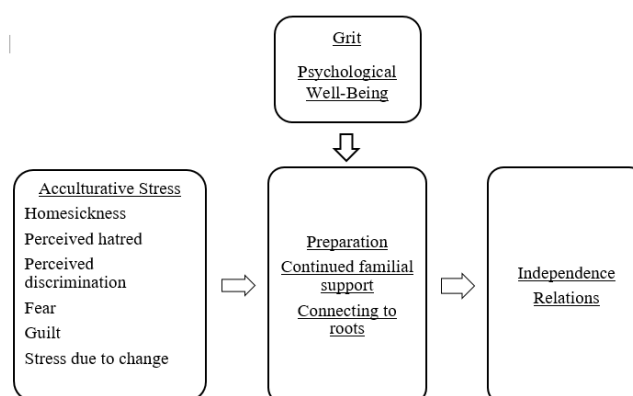 Grit
Psychological
Well-Being
Acculturative Stress
Homesickness
Perceived hatred
Perceived
discrimination
Fear
Guilt
Stress due to change
Preparation
Continued familial
support
Connecting to
roots
Independence
Relations